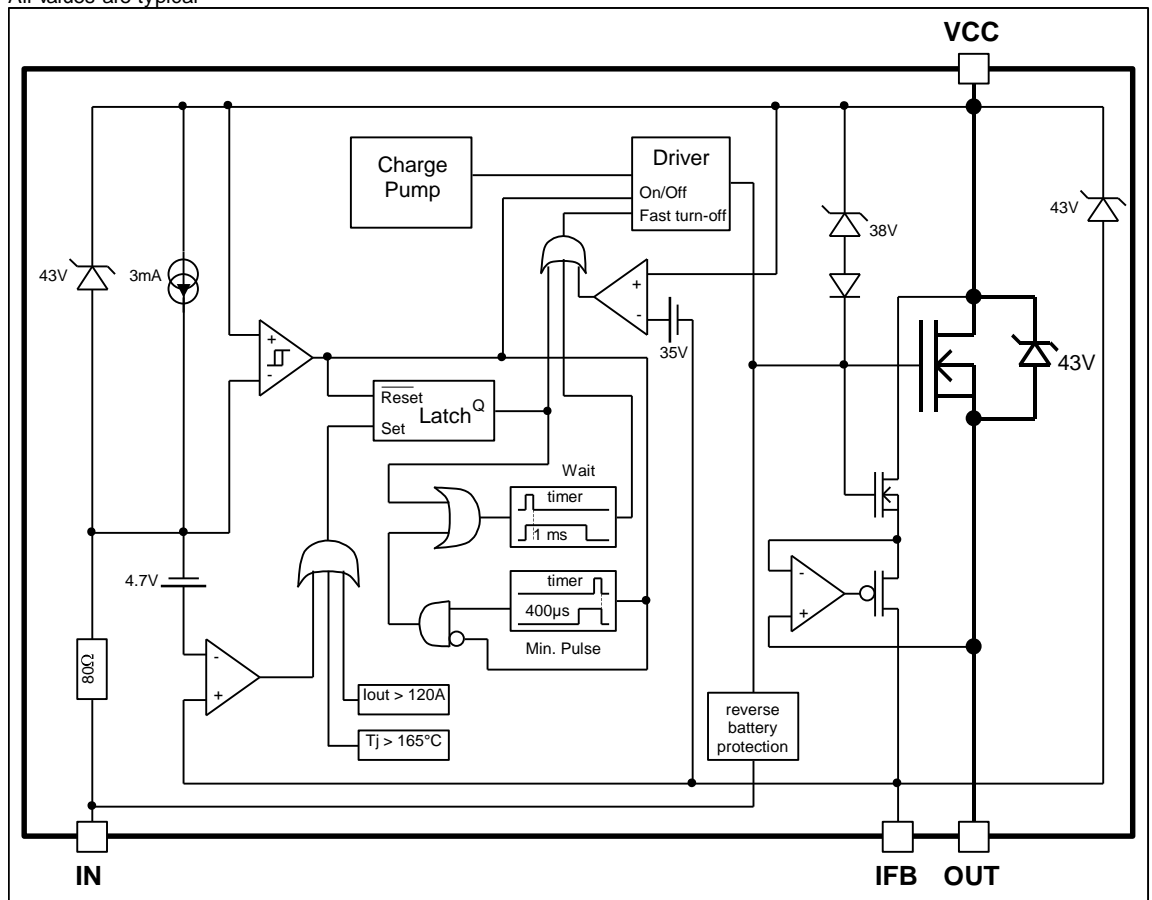 All values are typical
VCC
Charge
Pump
Driver
On/Off
Fast turn-off
43V
3mA
38V
43V
+
-
35V
+
-
43V
Reset
Latch
Q
Set
Wait
timer
1 ms
4.7V
timer
400µs
Min. Pulse
-
+
80Ω
-
+
Iout > 120A
Tj > 165°C
reverse
battery
protection
IN
IFB
OUT